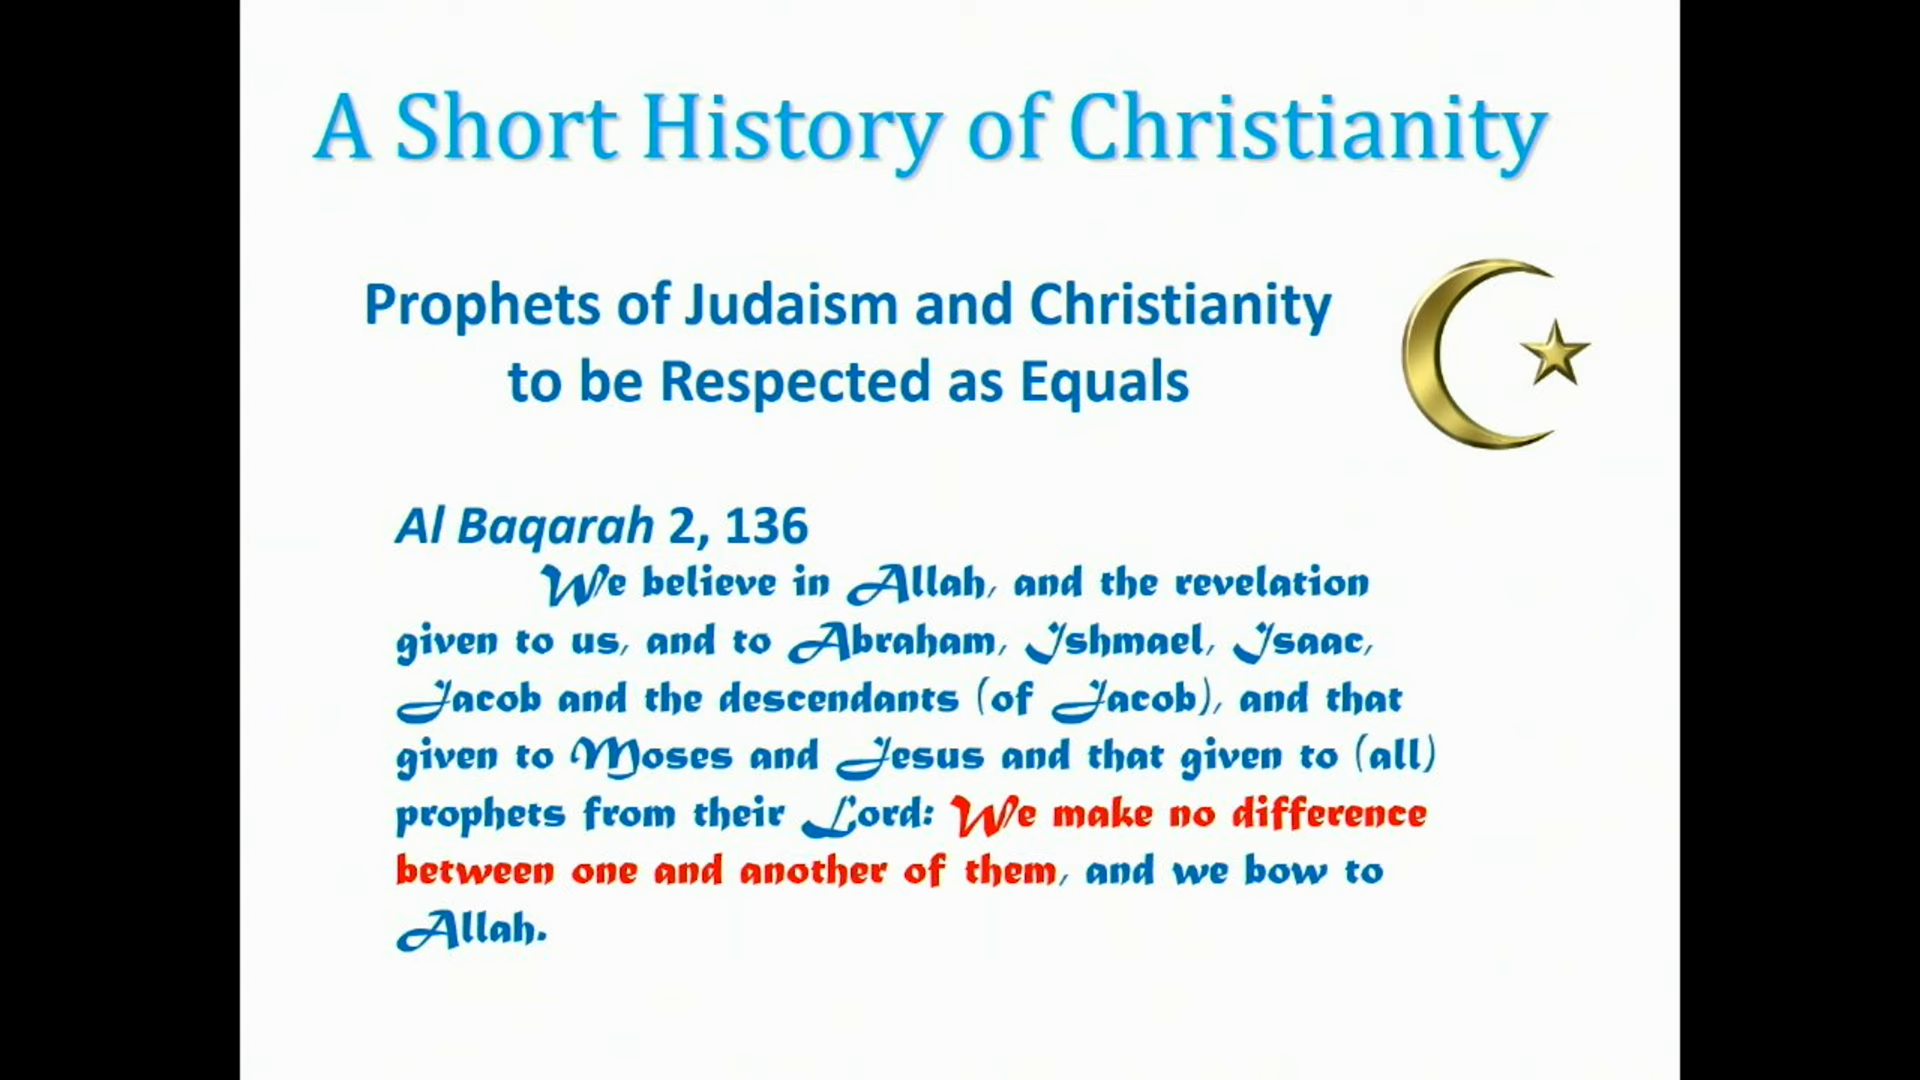 A Short History of Christianity
Prophets of Judaism and Christianity
to be Respected as Equals
Al Baqarah 2, 136
We believe in Allah, and the revelation
given to us, and to Abraham, Ishmael, Isaac,
Jacob and the descendants (of Jacob), and that
given to Moses and Jesus and that given to (all)
prophets from their Lord: We make no difference
between one and another of them, and we bow to
Allah.